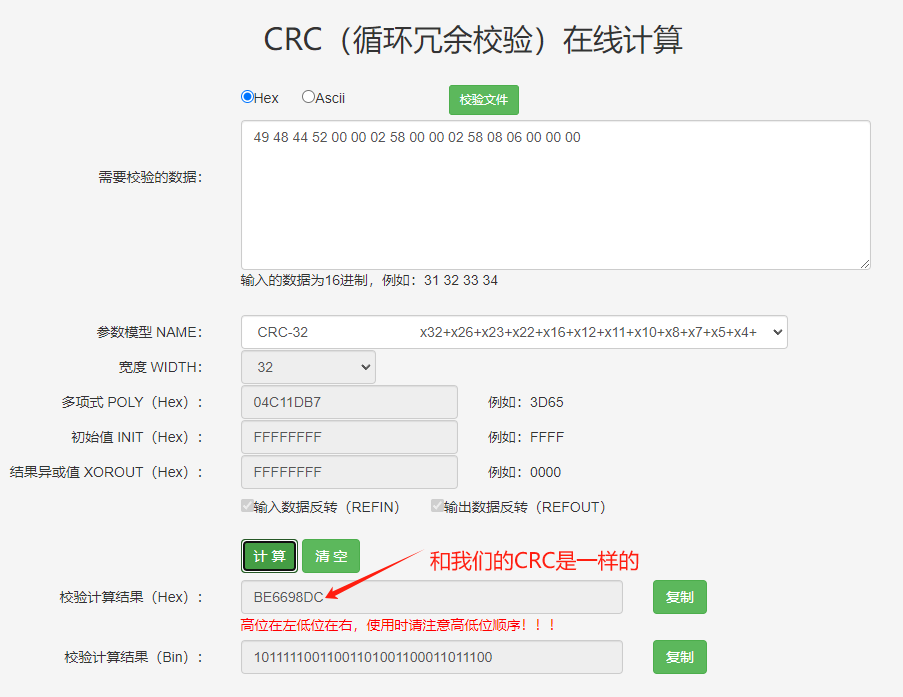 CRC（循环冗余校验）在线计算
Hex Ascii 校验文件
需要校验的数据：
49 48 44 52 00 00 02 58 00 00 02 58 08 06 00 00 00
输入的数据为16进制，例如：31 32 33 34
参数模型 NAME： CRC-32 x32+x26+x23+x22+x16+x12+x11+x10+x8+x7+x5+x4+
宽度 WIDTH： 32
多项式 POLY（Hex）： 04C11DB7 例如：3D65
初始值 INIT（Hex）： FFFFFFFF 例如：FFFF
结果异或值 XOROUT（Hex）： FFFFFFFF 例如：0000
输入数据反转（REFIN） 输出数据反转（REFOUT）
计 算 清 空 和我们的CRC是一样的
校验计算结果（Hex）： BE6698DC 复制
高位在左低位在右，使用时请注意高低位顺序！！！
校验计算结果（Bin）： 10111110011001101001100011011100 复制